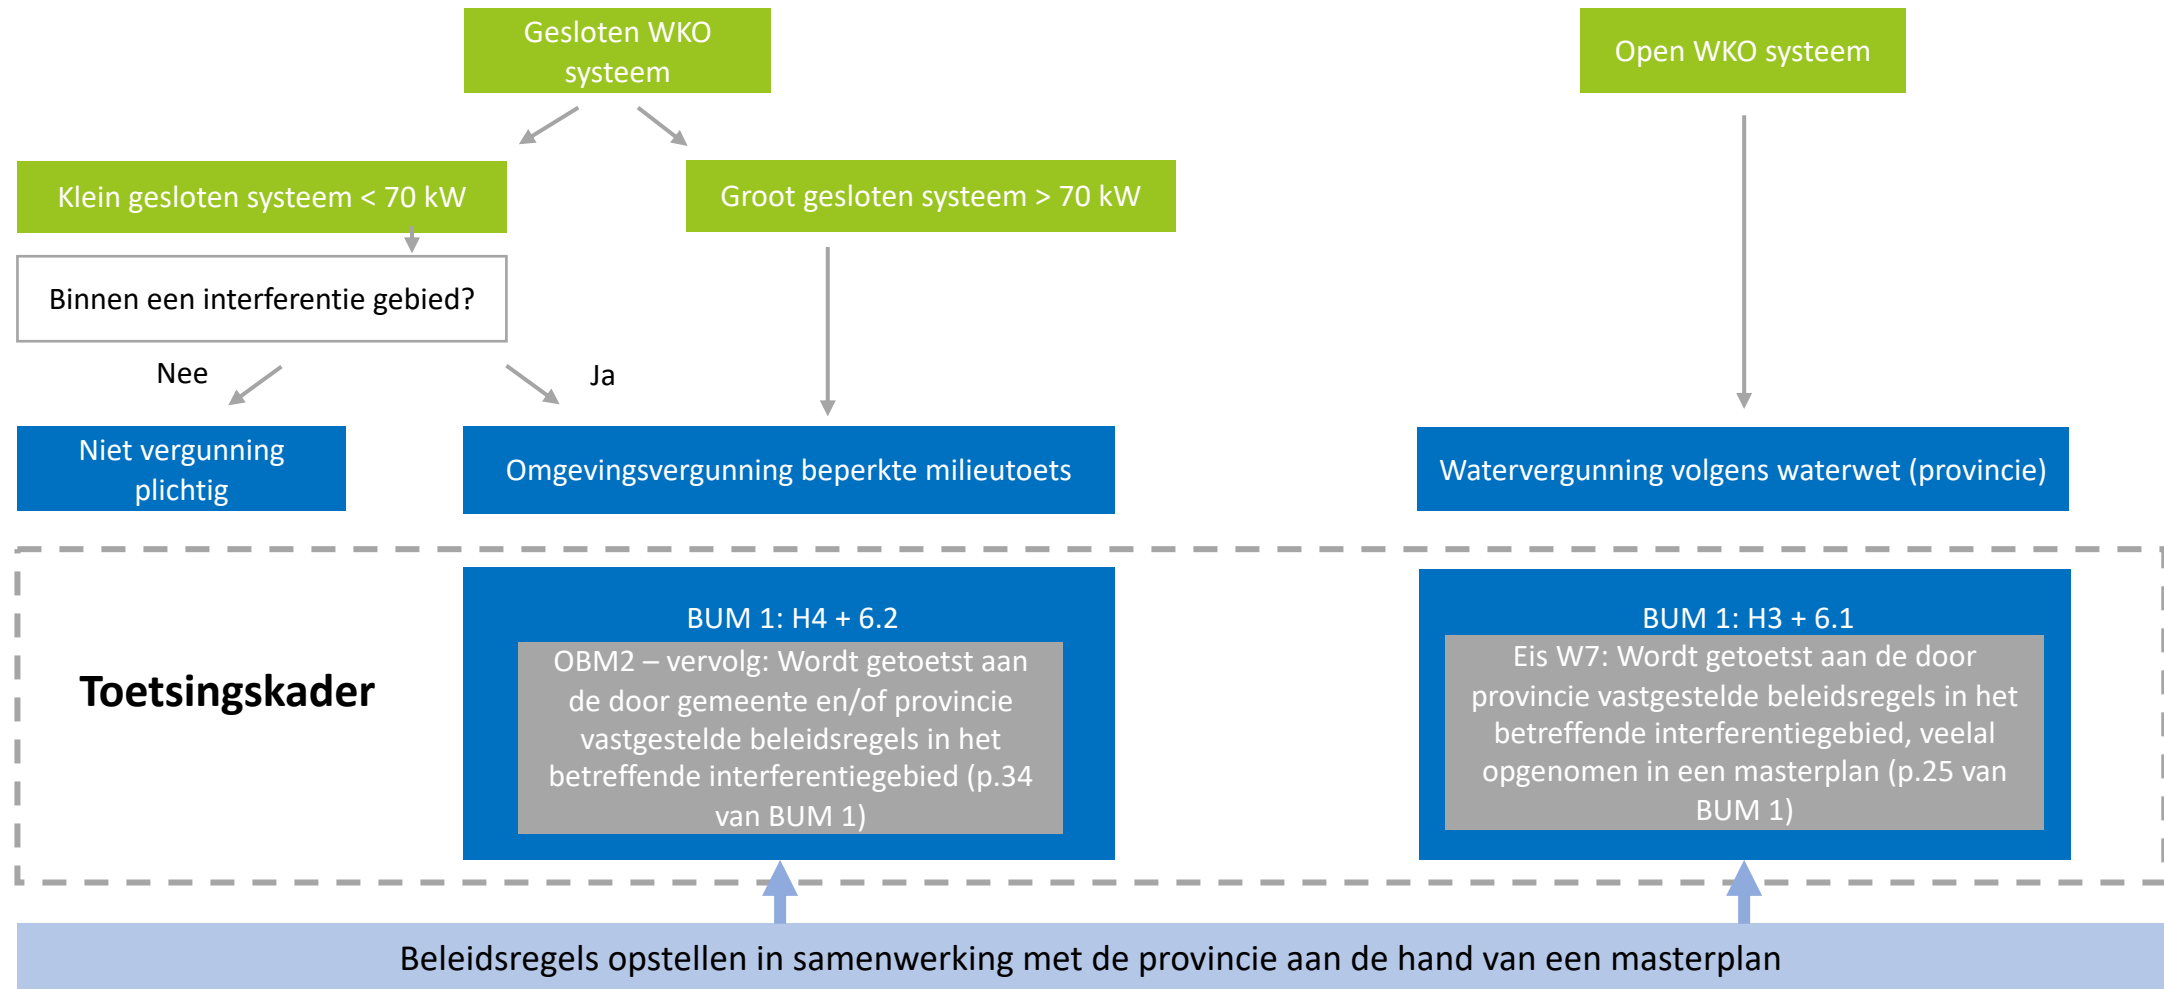 Gesloten WKO
systeem
Open WKO systeem
Klein gesloten systeem < 70 kW
Groot gesloten systeem > 70 kW
Binnen een interferentie gebied?
Nee
Ja
Niet vergunning
plichtig
Omgevingsvergunning beperkte milieutoets
Watervergunning volgens waterwet (provincie)
Toetsingskader
BUM 1: H4 + 6.2
OBM2 – vervolg: Wordt getoetst aan
de door gemeente en/of provincie
vastgestelde beleidsregels in het
betreffende interferentiegebied (p.34
van BUM 1)
BUM 1: H3 + 6.1
Eis W7: Wordt getoetst aan de door
provincie vastgestelde beleidsregels in het
betreffende interferentiegebied, veelal
opgenomen in een masterplan (p.25 van
BUM 1)
Beleidsregels opstellen in samenwerking met de provincie aan de hand van een masterplan